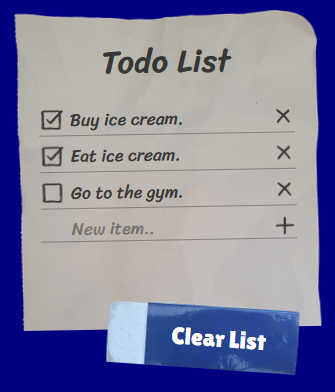 Todo List
Buy ice cream.
Eat ice cream.
Go to the gym.
New item..
Clear List